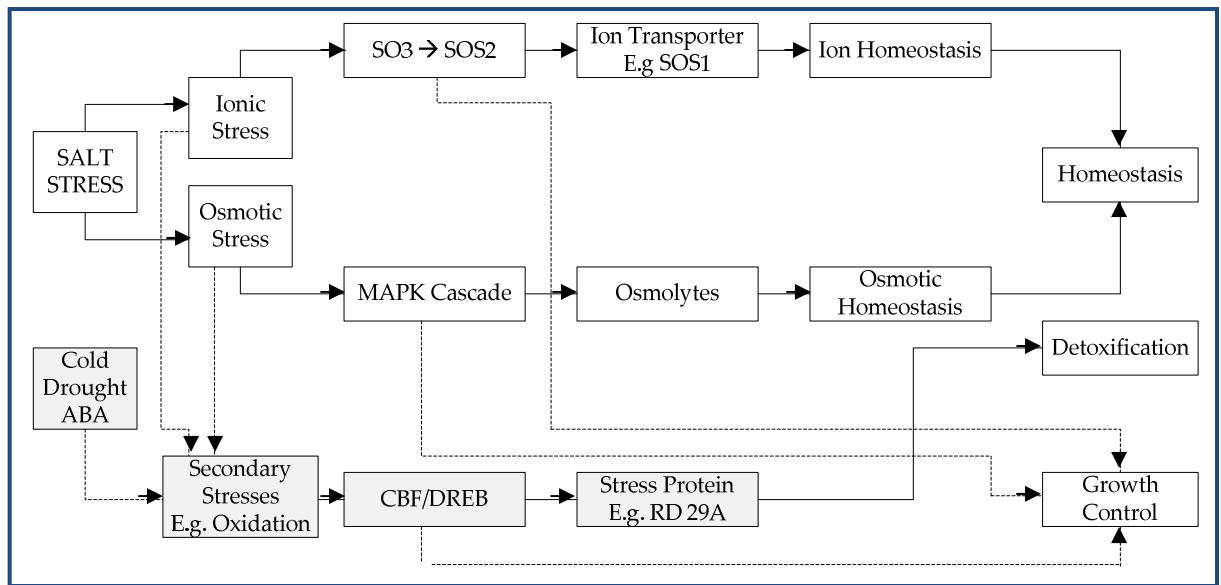 SO3 → SOS2
Ion Transporter
E.g SOS1
Ion Homeostasis
Ionic
Stress
SALT
STRESS
Homeostasis
Osmotic
Stress
MAPK Cascade
Osmolytes
Osmotic
Homeostasis
Detoxification
Cold
Drought
ABA
Secondary
Stresses
E.g. Oxidation
CBF/DREB
Stress Protein
E.g. RD 29A
Growth
Control